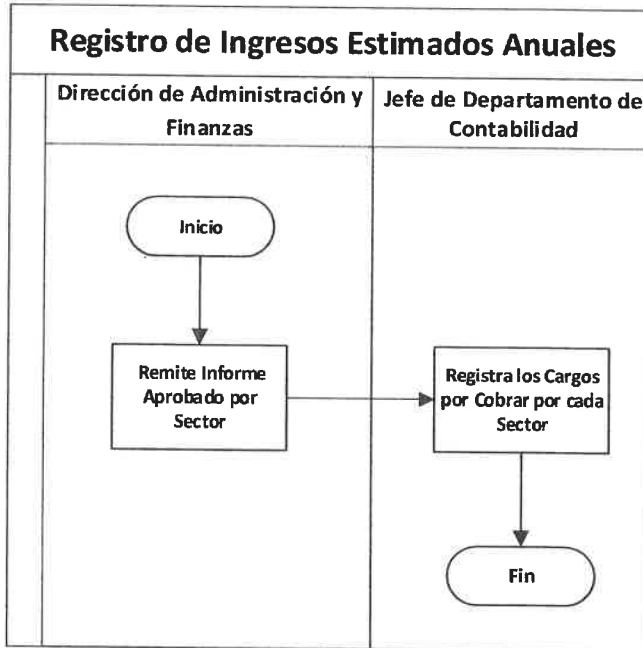 Registro de Ingresos Estimados Anuales
Dirección de Administración y
Finanzas
Jefe de Departamento de
Contabilidad
Inicio
Remite Informe
Aprobado por
Sector
Registra los Cargos
por Cobrar por cada
Sector
Fin